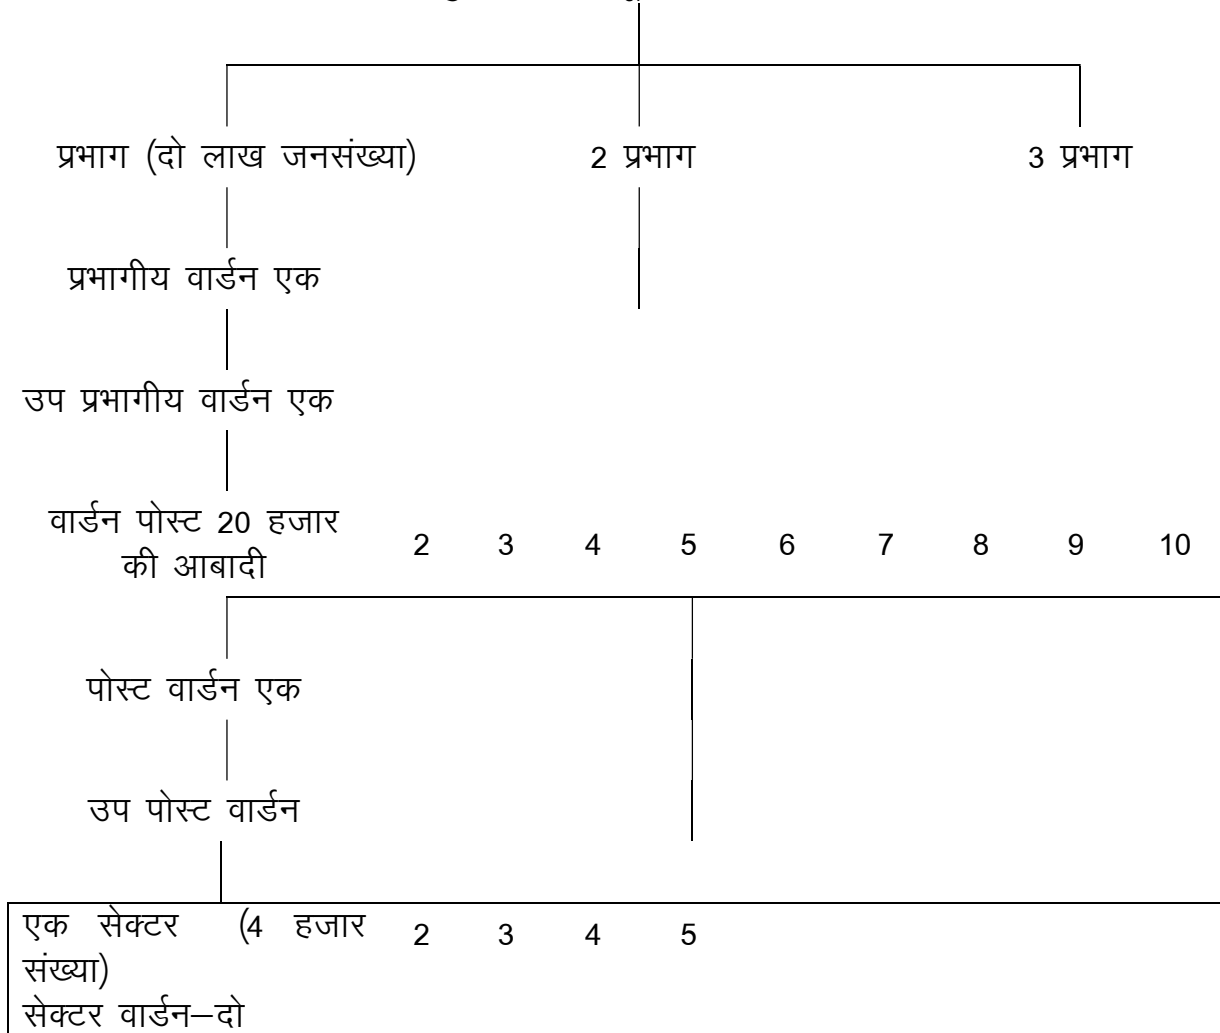 प्रभाग (दो लाख जनसंख्या) 2 प्रभाग 3 प्रभाग
प्रभागीय वार्डन एक
उप प्रभागीय वार्डन एक
वार्डन पोस्ट 20 हजार
की आबादी 2 3 4 5 6 7 8 9 10
पोस्ट वार्डन एक
उप पोस्ट वार्डन
एक सेक्टर (4 हजार 2 3 4 5
संख्या)
सेक्टर वार्डन–दो